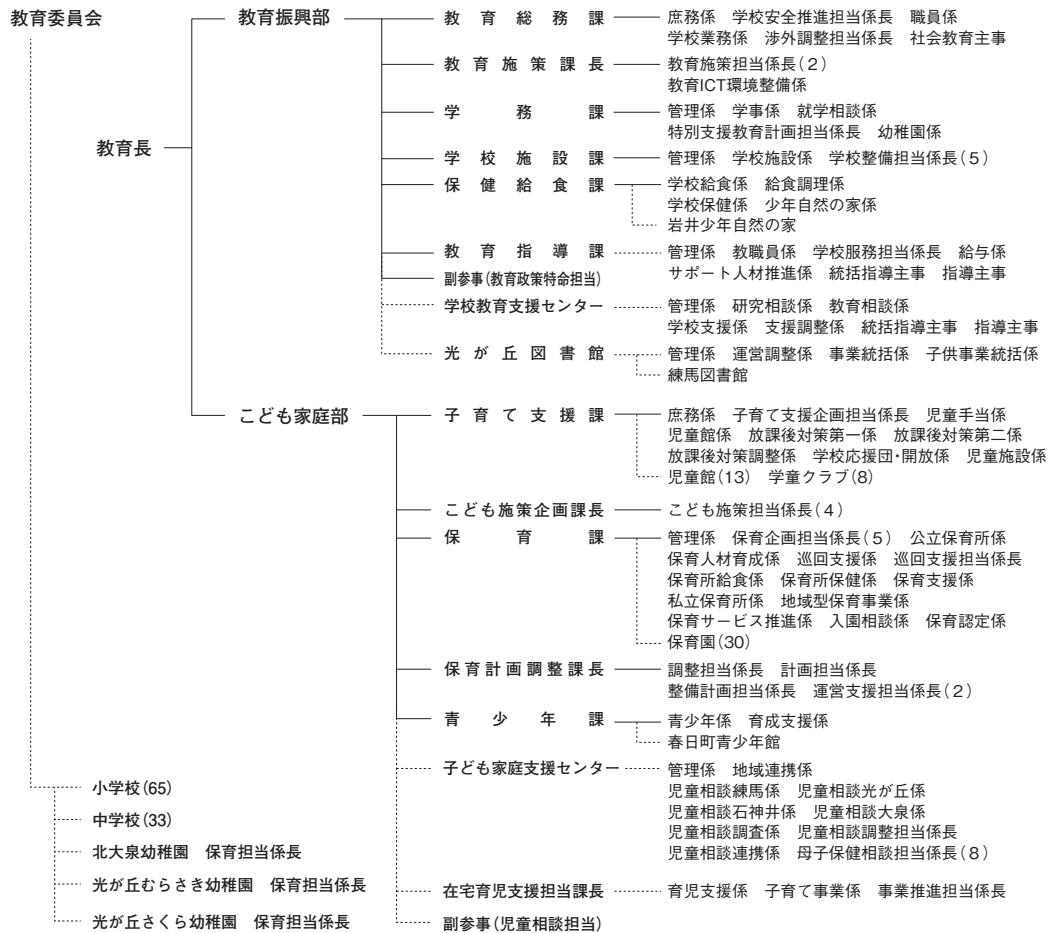 教育委員会
教育長
教育振興部
教育総務課
庶務係　学校安全推進担当係長　職員係
学校業務係　渉外調整担当係長　社会教育主事
教育施策課長
教育施策担当係長(2)
教育ICT環境整備係
学務課
管理係　学事係　就学相談係
特別支援教育計画担当係長　幼稚園係
学校施設課
管理係　学校施設係　学校整備担当係長(5)
保健給食課
学校給食係　給食調理係
学校保健係　少年自然の家係
岩井少年自然の家
教育指導課
管理係　教職員係　学校服務担当係長　給与係
サポート人材推進係　統括指導主事　指導主事
副参事(教育政策特命担当)
学校教育支援センター
管理係　研究相談係　教育相談係
学校支援係　支援調整係　統括指導主事　指導主事
光が丘図書館
管理係　運営調整係　事業統括係　子供事業統括係
練馬図書館
こども家庭部
子育て支援課
庶務係　子育て支援企画担当係長　児童手当係
児童館係　放課後対策第一係　放課後対策第二係
放課後対策調整係　学校応援団・開放係　児童施設係
児童館(13)　学童クラブ(8)
こども施策企画課長
こども施策担当係長(4)
保育課
管理係　保育企画担当係長(5)　公立保育所係
保育人材育成係　巡回支援係　巡回支援担当係長
保育所給食係　保育所保健係　保育支援係
私立保育所係　地域型保育事業係
保育サービス推進係　入園相談係　保育認定係
保育園(30)
保育計画調整課長
調整担当係長　計画担当係長
整備計画担当係長　運営支援担当係長(2)
青少年課
青少年係　育成支援係
春日町青少年館
子ども家庭支援センター
管理係　地域連携係
児童相談練馬係　児童相談光が丘係
児童相談石神井係　児童相談大泉係
児童相談調査係　児童相談調整担当係長
児童相談連携係　母子保健相談担当係長(8)
在宅育児支援担当課長
育児支援係　子育て事業係　事業推進担当係長
副参事(児童相談担当)
小学校(65)
中学校(33)
北大泉幼稚園　保育担当係長
光が丘むらさき幼稚園　保育担当係長
光が丘さくら幼稚園　保育担当係長